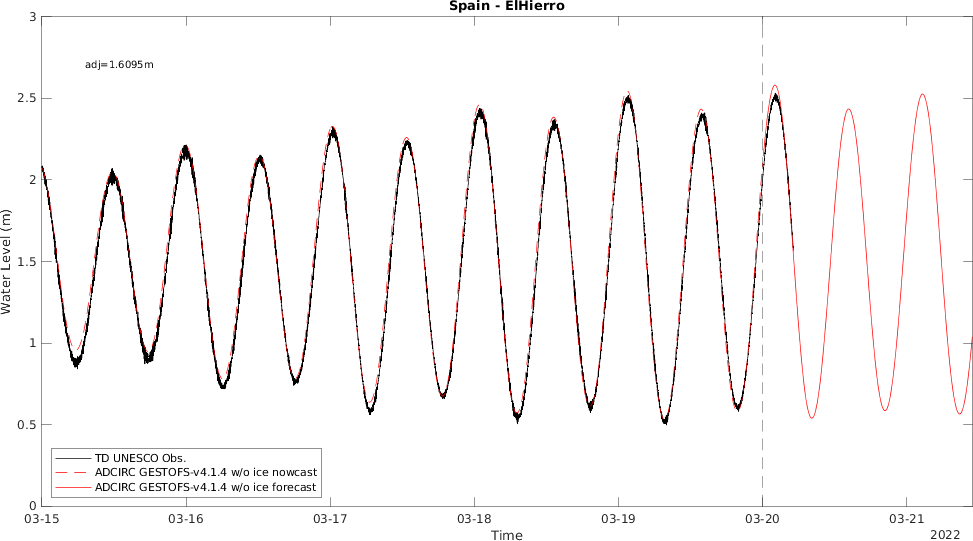 Spain - ElHierro
adj=1.6095m
Water Level (m)
3
2.5
2
1.5
1
0.5
0
TD UNESCO Obs.
ADCIRC GESTOFS-v4.1.4 w/o ice nowcast
ADCIRC GESTOFS-v4.1.4 w/o ice forecast
03-15 03-16 03-17 03-18 03-19 03-20 03-21
Time
2022